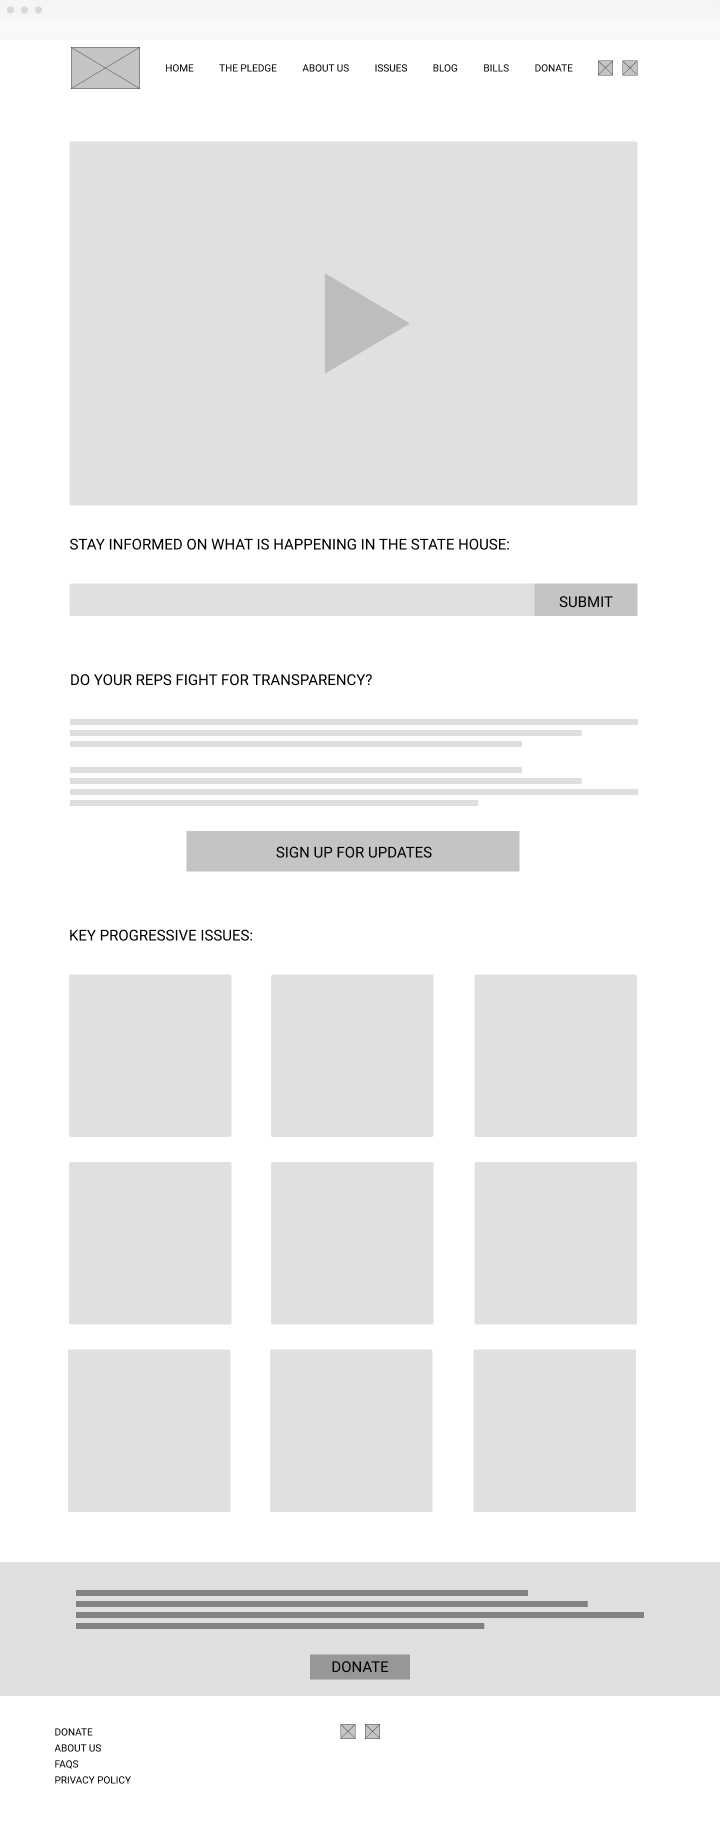 HOME THE PLEDGE ABOUT US ISSUES BLOG BILLS DONATE
STAY INFORMED ON WHAT IS HAPPENING IN THE STATE HOUSE:
SUBMIT
DO YOUR REPS FIGHT FOR TRANSPARENCY?
SIGN UP FOR UPDATES
KEY PROGRESSIVE ISSUES:
DONATE
DONATE
ABOUT US
FAQS
PRIVACY POLICY